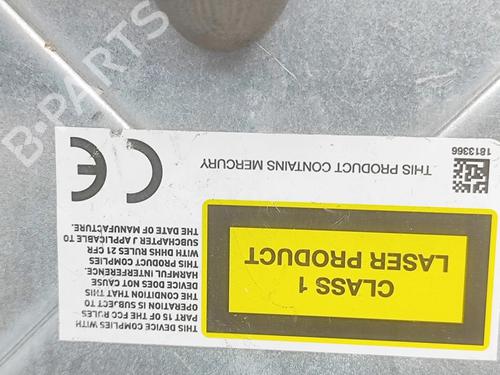 THIS DEVICE COMPLIES WITH
PART 15 OF THE FCC RULES
OPERATION IS SUBJECT TO
THE CONDITION THAT THIS
DEVICE DOES NOT CAUSE
HARMFUL INTERFERENCE.
THIS PRODUCT COMPLIES
WITH DHHS RULES 21 CFR
SUBCHAPTER J APPLICABLE TO
THE DATE OF MANUFACTURE.
CLASS 1
LASER PRODUCT
THIS PRODUCT CONTAINS MERCURY
CE
1813366
B-PARTS